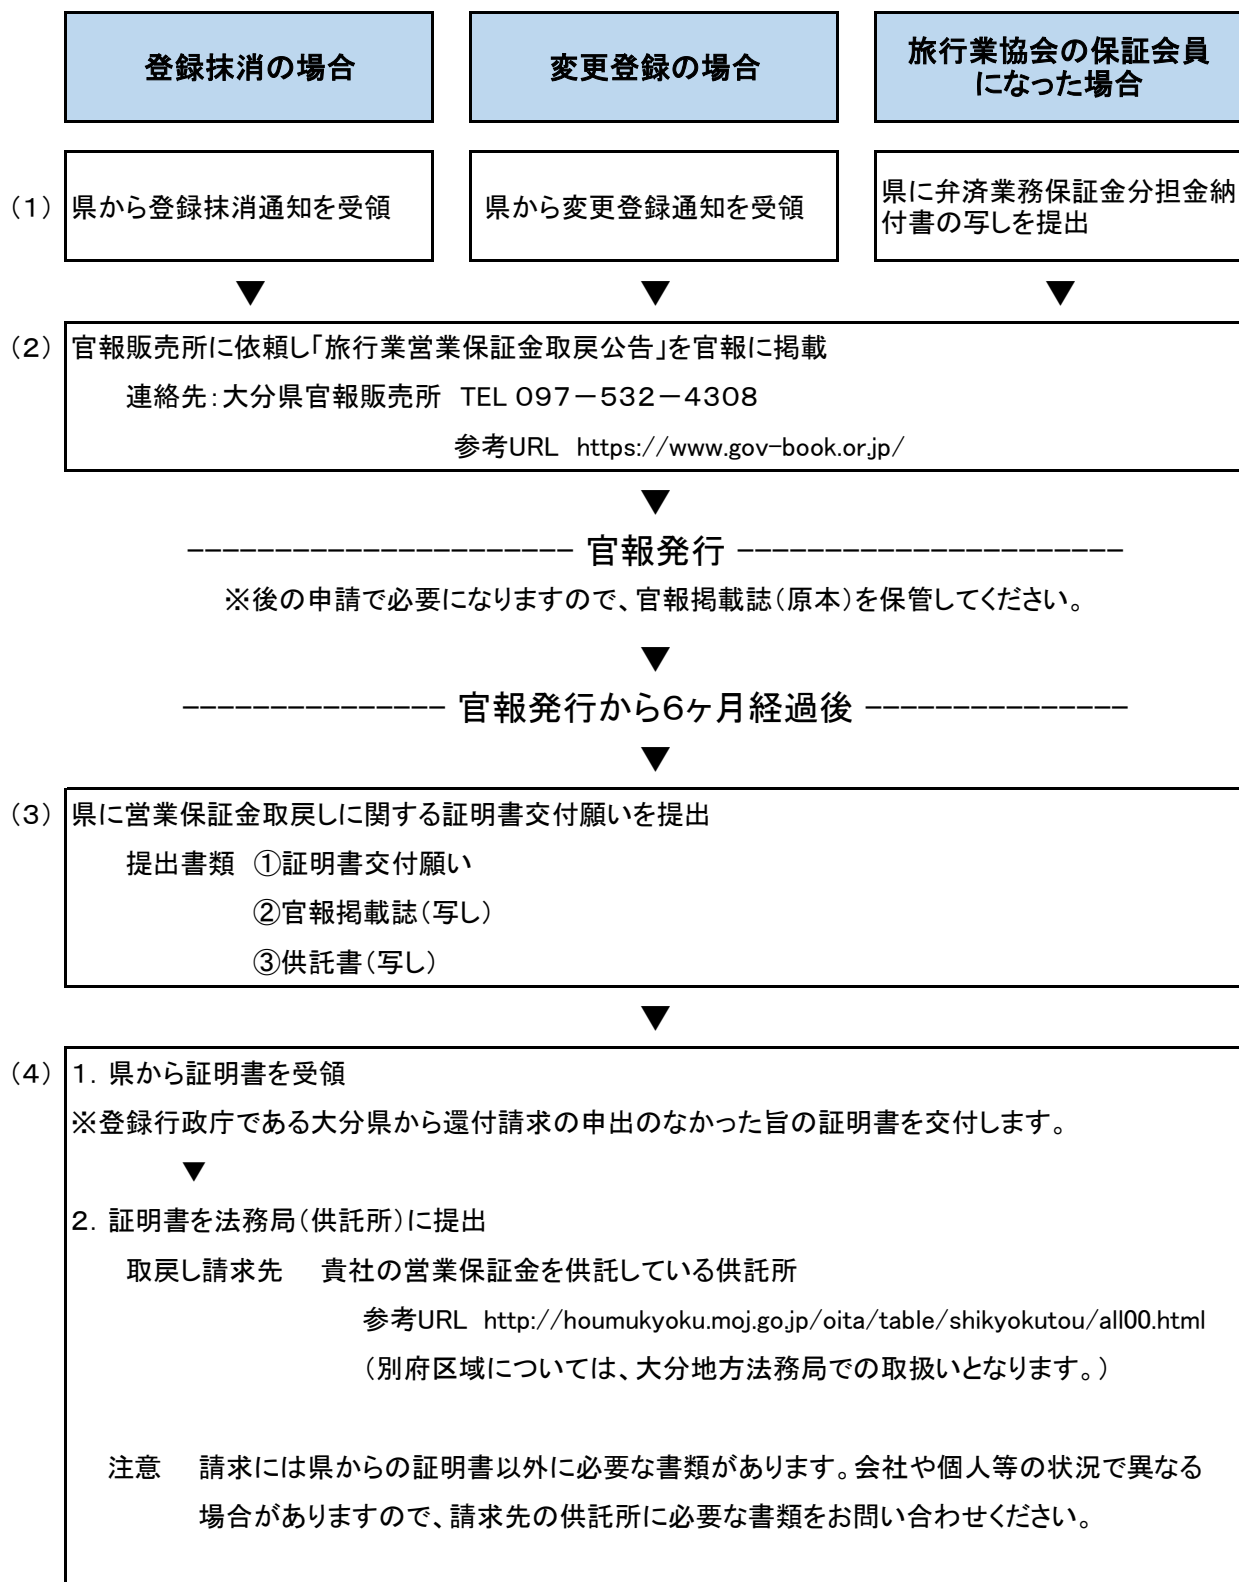 登録抹消の場合
変更登録の場合
旅行業協会の保証会員
になった場合
（１）
県から登録抹消通知を受領
県から変更登録通知を受領
県に弁済業務保証金分担金納
付書の写しを提出
▼ ▼ ▼
（２）
官報販売所に依頼し「旅行業営業保証金取戻公告」を官報に掲載
連絡先：大分県官報販売所 TEL ０９７－５３２－４３０８
参考URL https://www.gov-book.or.jp/
▼
---------------------- 官報発行 ----------------------
※後の申請で必要になりますので、官報掲載誌（原本）を保管してください。
▼
--------------- 官報発行から６ヶ月経過後 ---------------
▼
（３）
県に営業保証金取戻しに関する証明書交付願いを提出
提出書類 ①証明書交付願い
②官報掲載誌（写し）
③供託書（写し）
▼
（４）
１．県から証明書を受領
※登録行政庁である大分県から還付請求の申出のなかった旨の証明書を交付します。
▼
２．証明書を法務局（供託所）に提出
取戻し請求先 貴社の営業保証金を供託している供託所
参考URL http://houmukyoku.moj.go.jp/oita/table/shikyokutou/all00.html
（別府区域については、大分地方法務局での取扱いとなります。）
注意 請求には県からの証明書以外に必要な書類があります。会社や個人等の状況で異なる
場合がありますので、請求先の供託所に必要な書類をお問い合わせください。